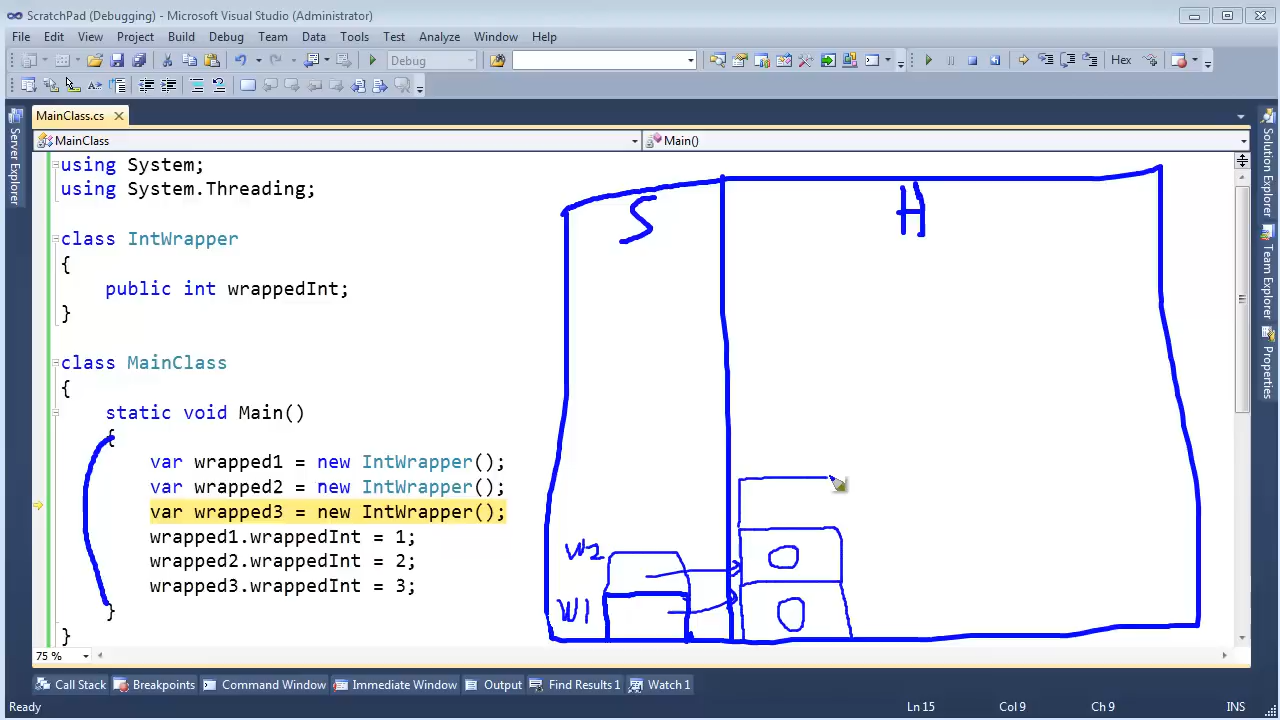 ScratchPad (Debugging) - Microsoft Visual Studio (Administrator)
File Edit View Project Build Debug Team Data Tools Test Analyze Window Help
Debug
Hex
MainClass.cs
MainClass
Main()
Server Explorer
Solution Explorer
Team Explorer
Properties
using System;
using System.Threading;
class IntWrapper
{
public int wrappedInt;
}
class MainClass
{
static void Main()
{
var wrapped1 = new IntWrapper();
var wrapped2 = new IntWrapper();
var wrapped3 = new IntWrapper();
wrapped1.wrappedInt = 1;
wrapped2.wrappedInt = 2;
wrapped3.wrappedInt = 3;
}
}
S
H
W2
0
W1
0
75 %
Call Stack Breakpoints Command Window Immediate Window Output Find Results 1 Watch 1
Ready Ln 15 Col 9 Ch 9 INS